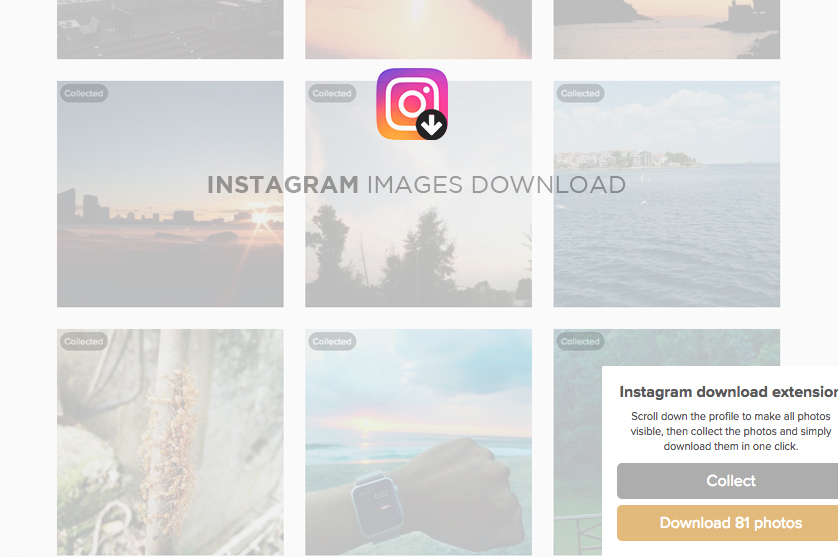 Collected
Collected
Collected
INSTAGRAM IMAGES DOWNLOAD
Collected
Collected
Collected
Instagram download extension
Scroll down the profile to make all photos
visible, then collect the photos and simply
download them in one click.
Collect
Download 81 photos